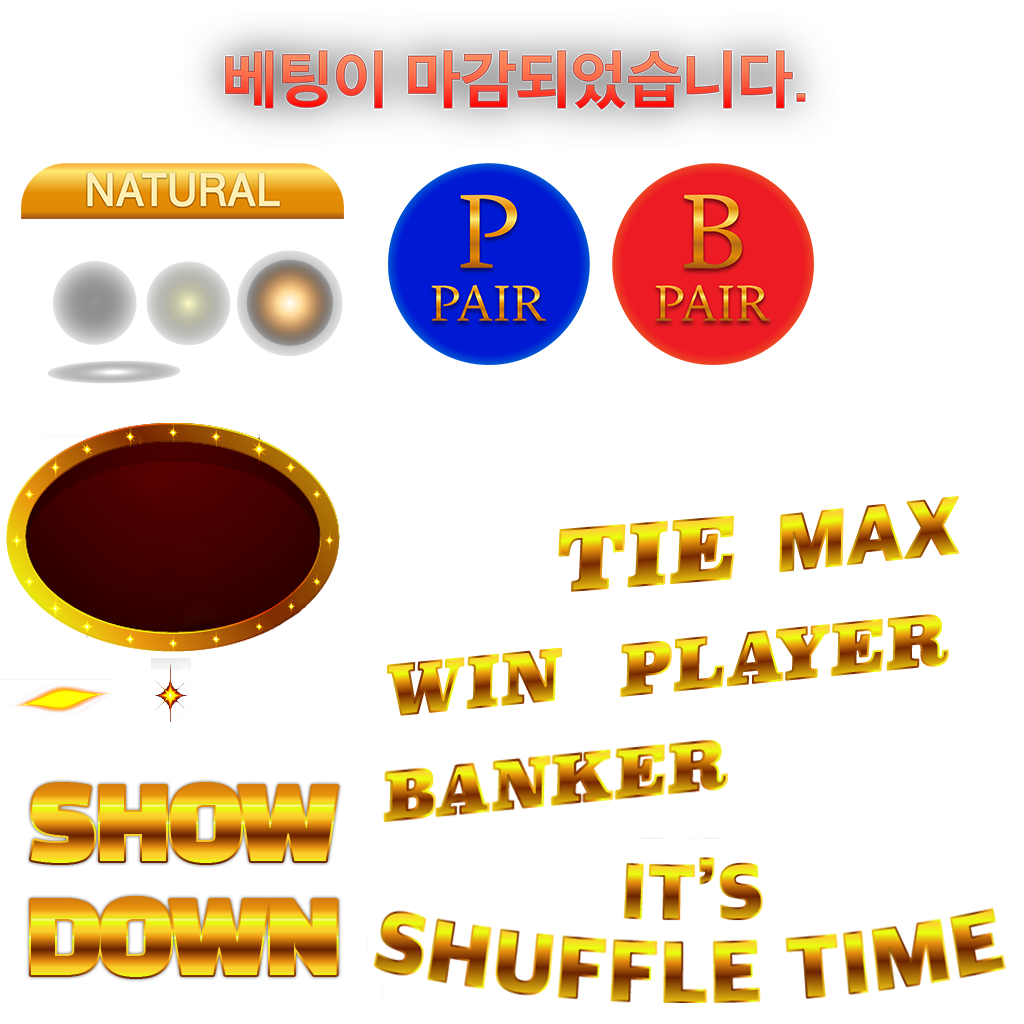 베팅이 마감되었습니다.
NATURAL
P
PAIR
B
PAIR
TIE MAX
WIN PLAYER
BANKER
SHOW
DOWN
IT'S
SHUFFLE TIME